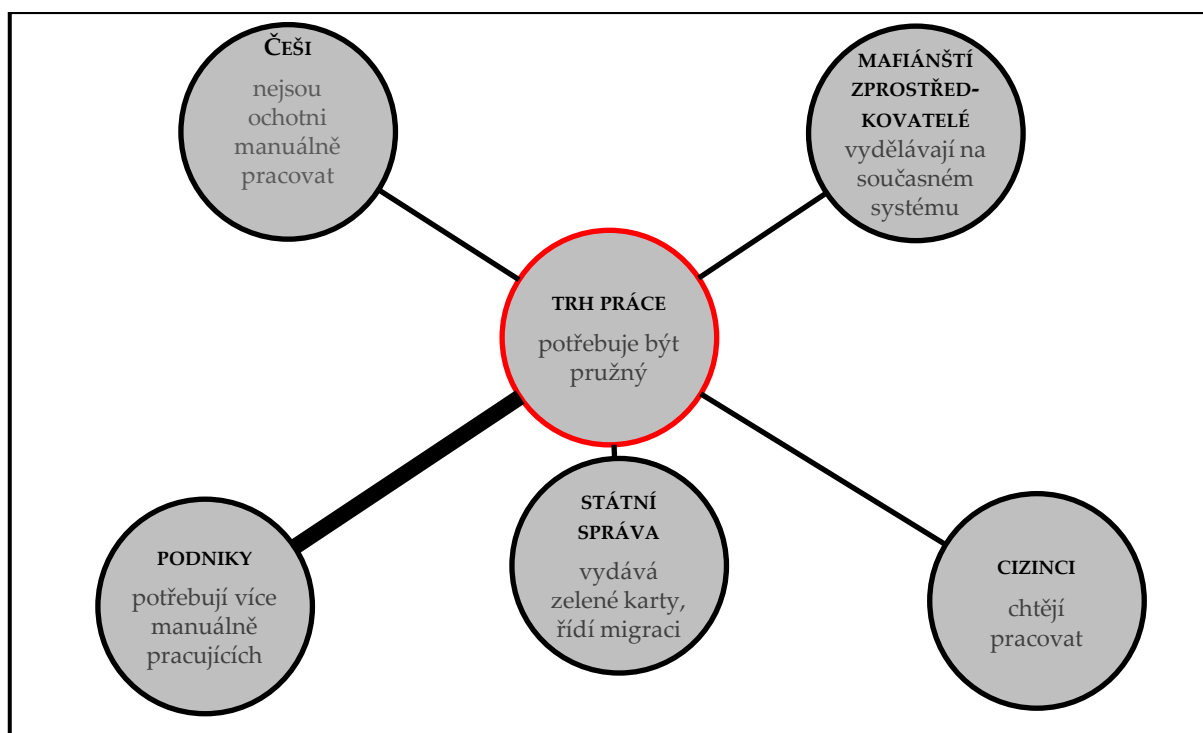 ČEŠI
nejsou
ochotni
manuálně
pracovat
MAFIÁNŠTÍ
ZPROSTŘED-
KOVATELÉ
vydělávají na
současném
systému
TRH PRÁCE
potřebuje být
pružný
PODNIKY
potřebují více
manuálně
pracujících
STÁTNÍ
SPRÁVA
vydává
zelené karty,
řídí migraci
CIZINCI
chtějí
pracovat